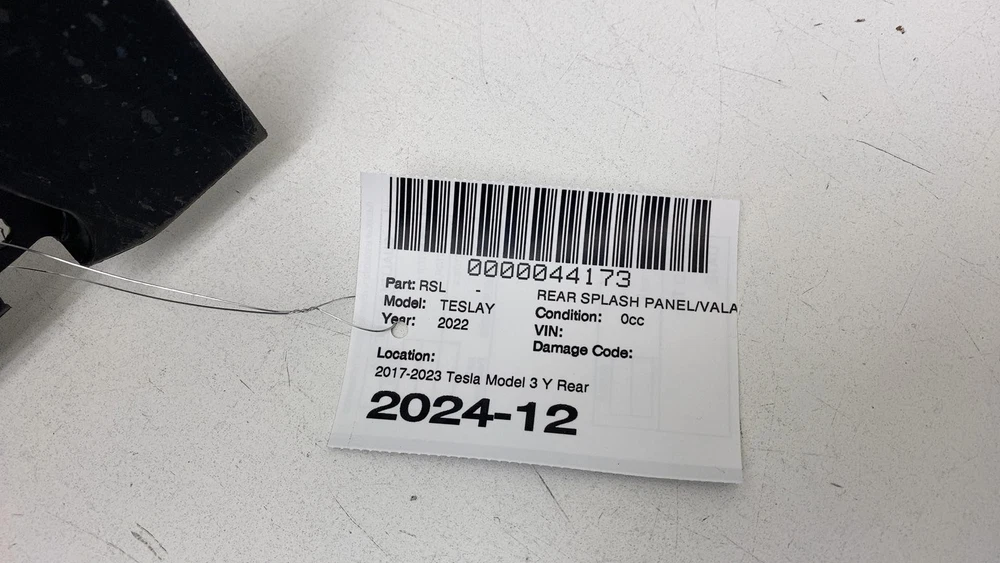 0000044173
Part: RSL - REAR SPLASH PANEL/VALA
Model: TESLAY Condition: 0cc
Year: 2022 VIN:
Damage Code:
Location:
2017-2023 Tesla Model 3 Y Rear
2024-12